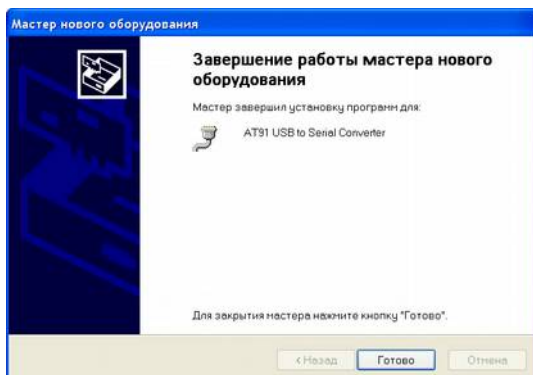 Мастер нового оборудования
Завершение работы мастера нового
оборудования
Мастер завершил установку программ для:
AT91 USB to Serial Converter
Для закрытия мастера нажмите кнопку "Готово".
< Назад
Готово
Отмена